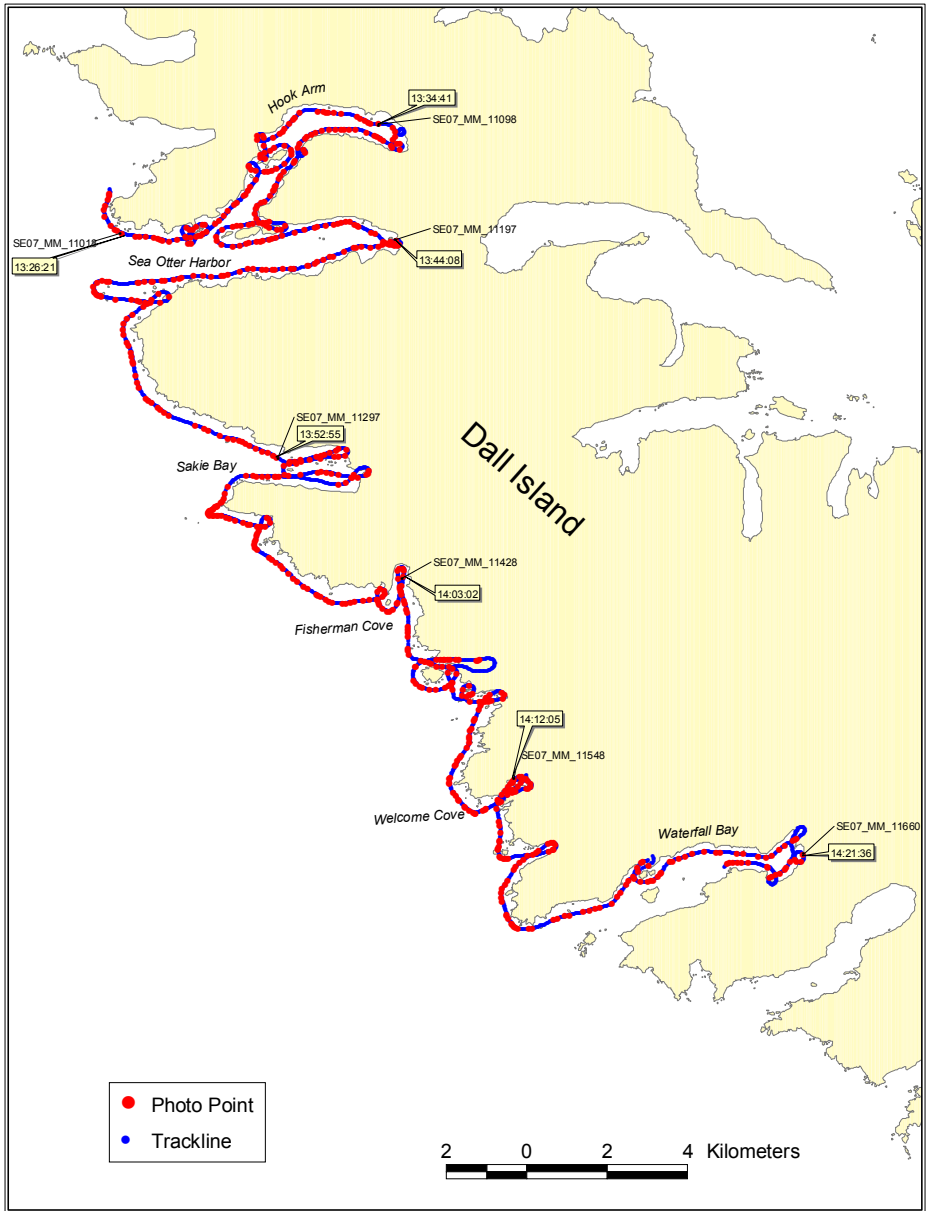 13:34:41
Hook Arm
SE07_MM_11098
SE07_MM_11197
SE07_MM_1101
Sea Otter Harbor
13:44:08
13:26:21
SE07_MM_11297
13:52:55
Dall Island
Sakie Bay
SE07_MM_11428
14:03:02
Fisherman Cove
14:12:05
SE07_MM_11548
Welcome Cove
Waterfall Bay
SE07_MM_11660
14:21:36
Photo Point
Trackline
2 0 2 4 Kilometers